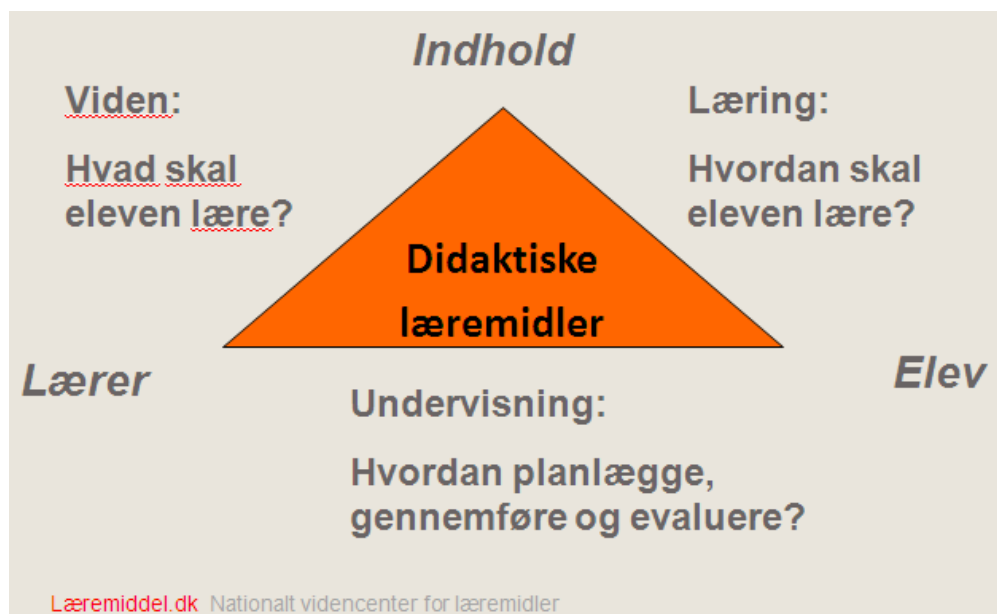 Indhold
Viden:
Hvad skal
eleven lære?
Læring:
Hvordan skal
eleven lære?
Didaktiske
læremidler
Lærer
Elev
Undervisning:
Hvordan planlægge,
gennemføre og evaluere?
Læremiddel.dk Nationalt videncenter for læremidler